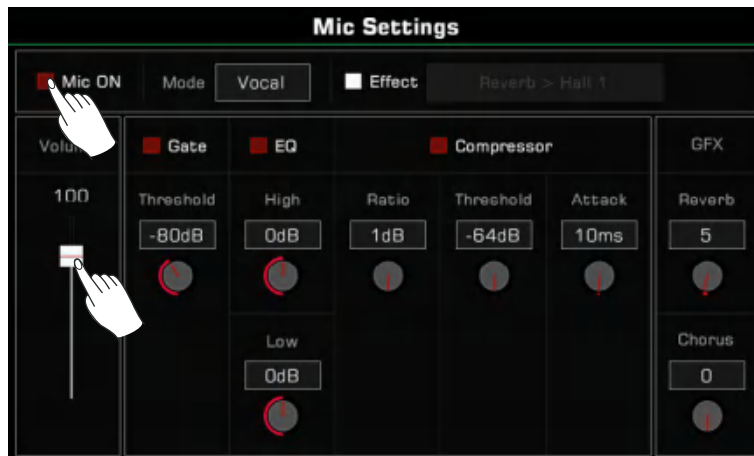 Mic Settings
Mic ON Mode Vocal Effect Reverb > Hall 1
Volume Gate EQ Compressor GFX
100 Threshold High Ratio Threshold Attack Reverb
-80dB 0dB 1dB -64dB 10ms 5
Low Chorus
0dB 0